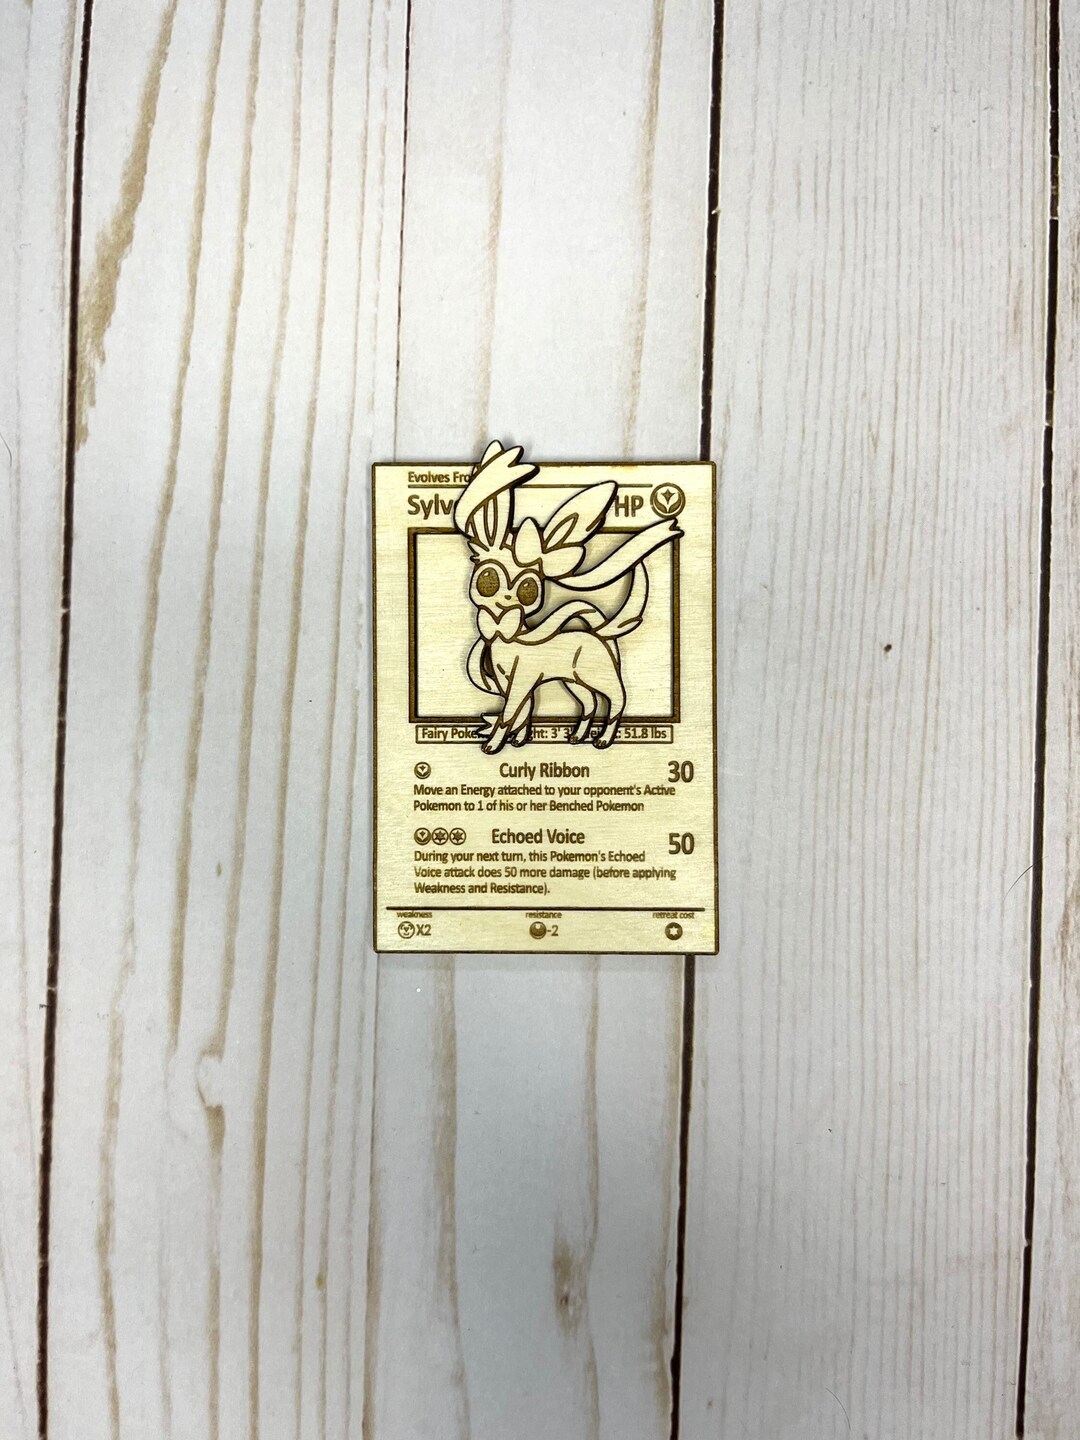 Evolves Fro
Sylv HP
Fairy Poke ht: 3' 3 51.8 lbs
Curly Ribbon 30
Move an Energy attached to your opponent's Active
Pokemon to 1 of his or her Benched Pokemon
Echoed Voice 50
During your next turn, this Pokemon's Echoed
Voice attack does 50 more damage (before applying
Weakness and Resistance).
weakness resistance retreat cost
X2 -2